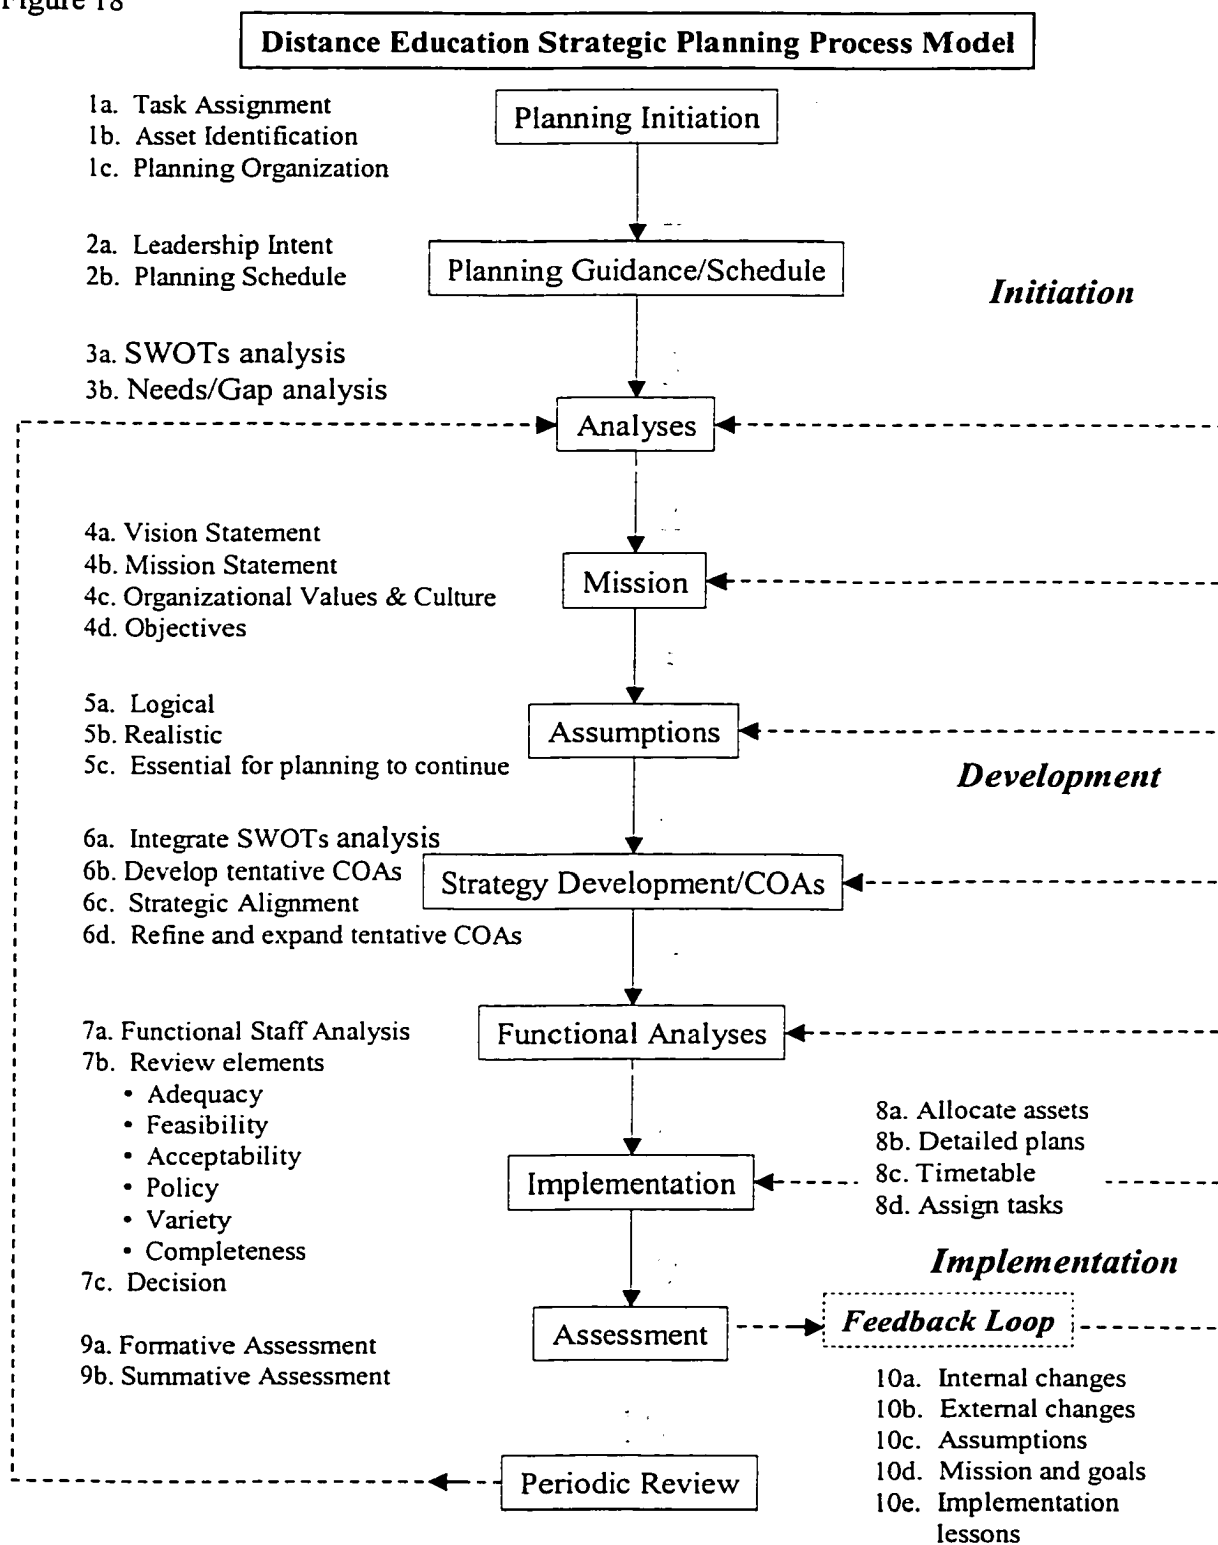 Figure 18
Distance Education Strategic Planning Process Model
1a. Task Assignment
1b. Asset Identification
1c. Planning Organization
Planning Initiation
2a. Leadership Intent
2b. Planning Schedule
Planning Guidance/Schedule
Initiation
3a. SWOTs analysis
3b. Needs/Gap analysis
Analyses
4a. Vision Statement
4b. Mission Statement
4c. Organizational Values & Culture
4d. Objectives
Mission
5a. Logical
5b. Realistic
5c. Essential for planning to continue
Assumptions
Development
6a. Integrate SWOTs analysis
6b. Develop tentative COAs
6c. Strategic Alignment
6d. Refine and expand tentative COAs
Strategy Development/COAs
7a. Functional Staff Analysis
7b. Review elements
• Adequacy
• Feasibility
• Acceptability
• Policy
• Variety
• Completeness
7c. Decision
Functional Analyses
8a. Allocate assets
8b. Detailed plans
8c. Timetable
8d. Assign tasks
Implementation
Implementation
9a. Formative Assessment
9b. Summative Assessment
Assessment
Feedback Loop
10a. Internal changes
10b. External changes
10c. Assumptions
10d. Mission and goals
10e. Implementation
lessons
Periodic Review